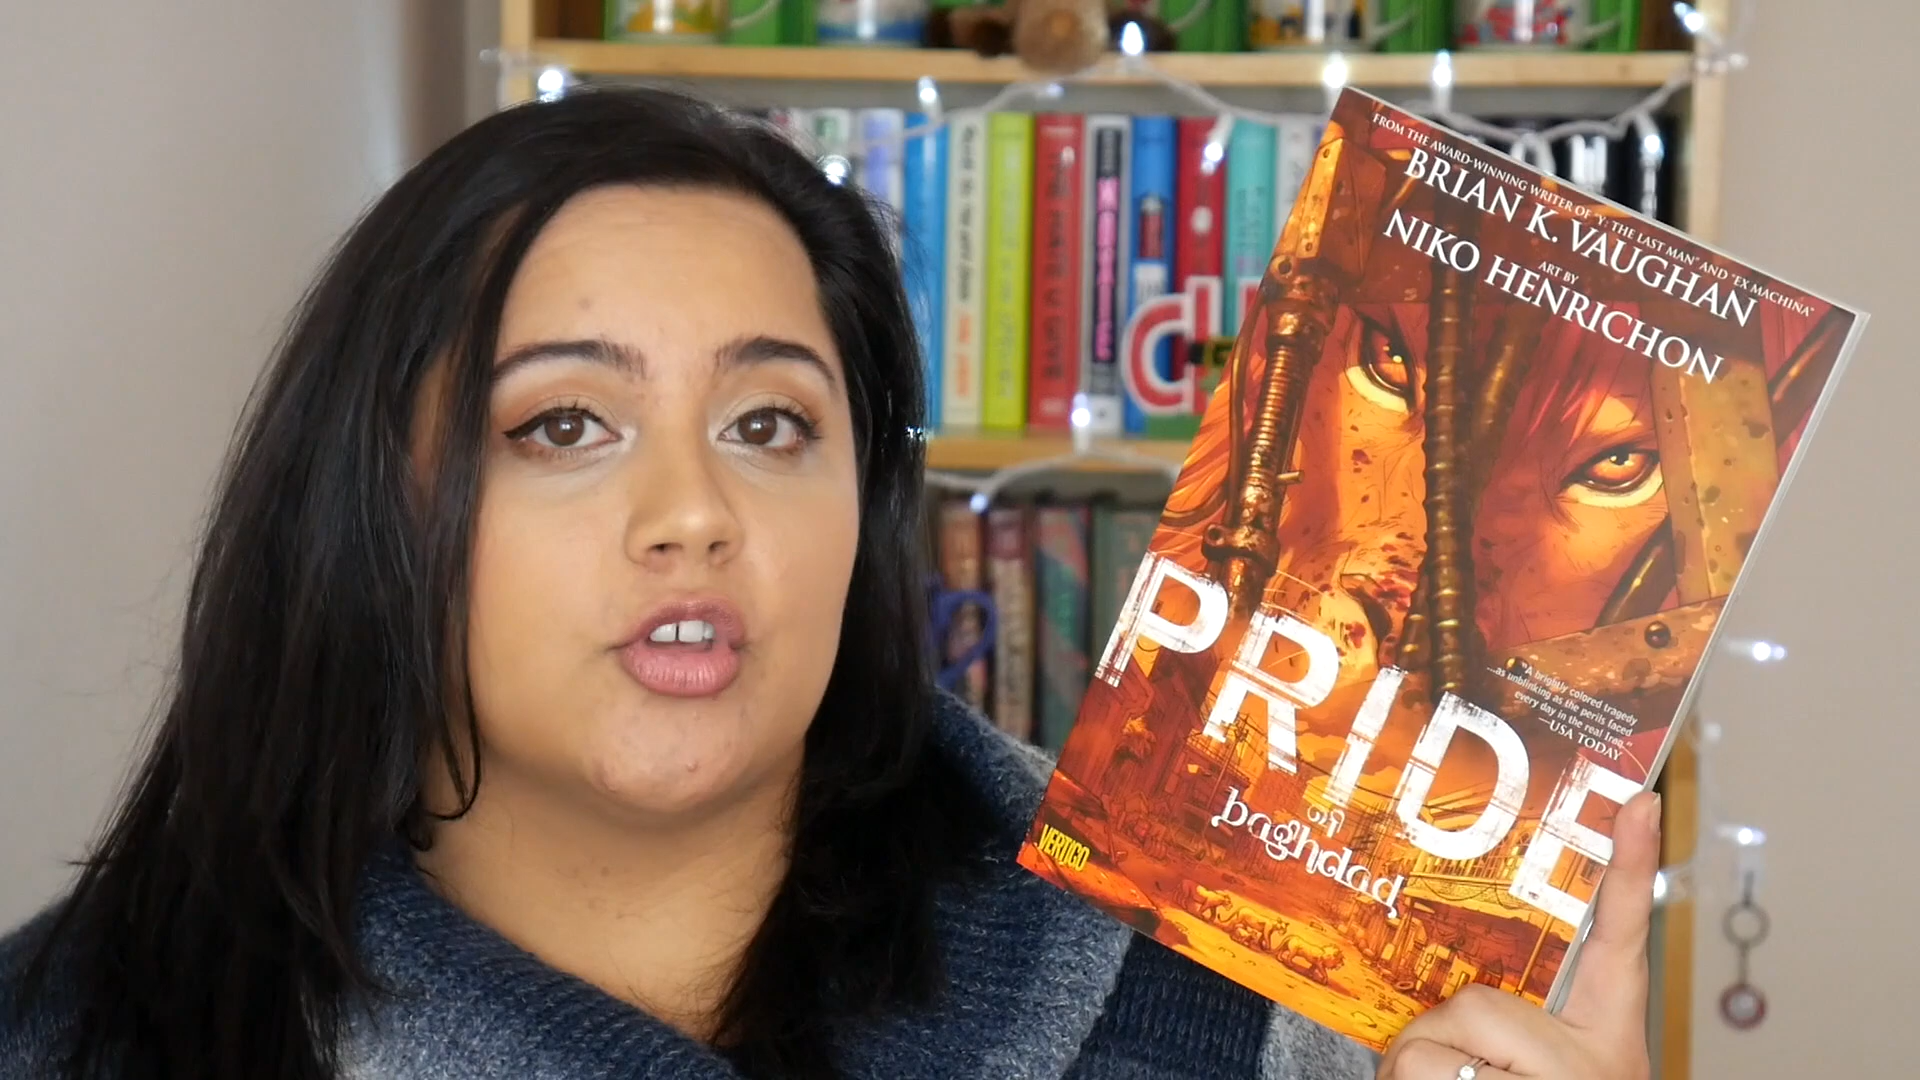 FROM THE AWARD-WINNING WRITER OF "Y: THE LAST MAN" AND "EX MACHINA"
BRIAN K. VAUGHAN
ART BY
NIKO HENRICHON
"A brightly colored tragedy
...as unblinking as the perils faced
every day in the real Iraq."
—USA TODAY
PRIDE
of
baghdad
VERTIGO